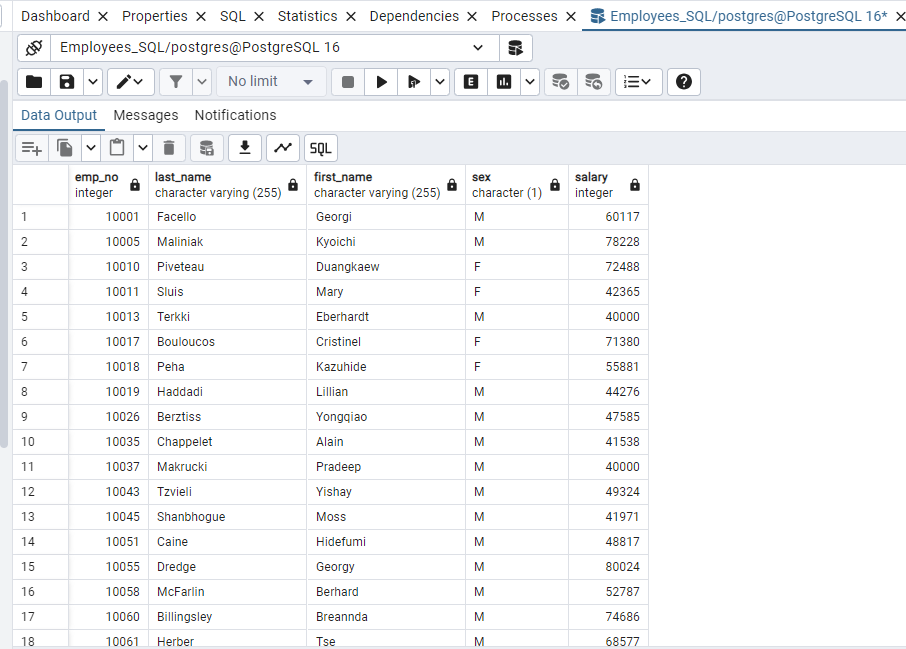 Dashboard Properties SQL Statistics Dependencies Processes Employees_SQL/postgres@PostgreSQL 16*
Employees_SQL/postgres@PostgreSQL 16
No limit E
Data Output Messages Notifications
SQL
emp_no last_name first_name sex salary
integer character varying (255) character varying (255) character (1) integer
1 10001 Facello Georgi M 60117
2 10005 Maliniak Kyoichi M 78228
3 10010 Piveteau Duangkaew F 72488
4 10011 Sluis Mary F 42365
5 10013 Terkki Eberhardt M 40000
6 10017 Bouloucos Cristinel F 71380
7 10018 Peha Kazuhide F 55881
8 10019 Haddadi Lillian M 44276
9 10026 Berztiss Yongqiao M 47585
10 10035 Chappelet Alain M 41538
11 10037 Makrucki Pradeep M 40000
12 10043 Tzvieli Yishay M 49324
13 10045 Shanbhogue Moss M 41971
14 10051 Caine Hidefumi M 48817
15 10055 Dredge Georgy M 80024
16 10058 McFarlin Berhard M 52787
17 10060 Billingsley Breannda M 74686
18 10061 Herber Tse M 68577